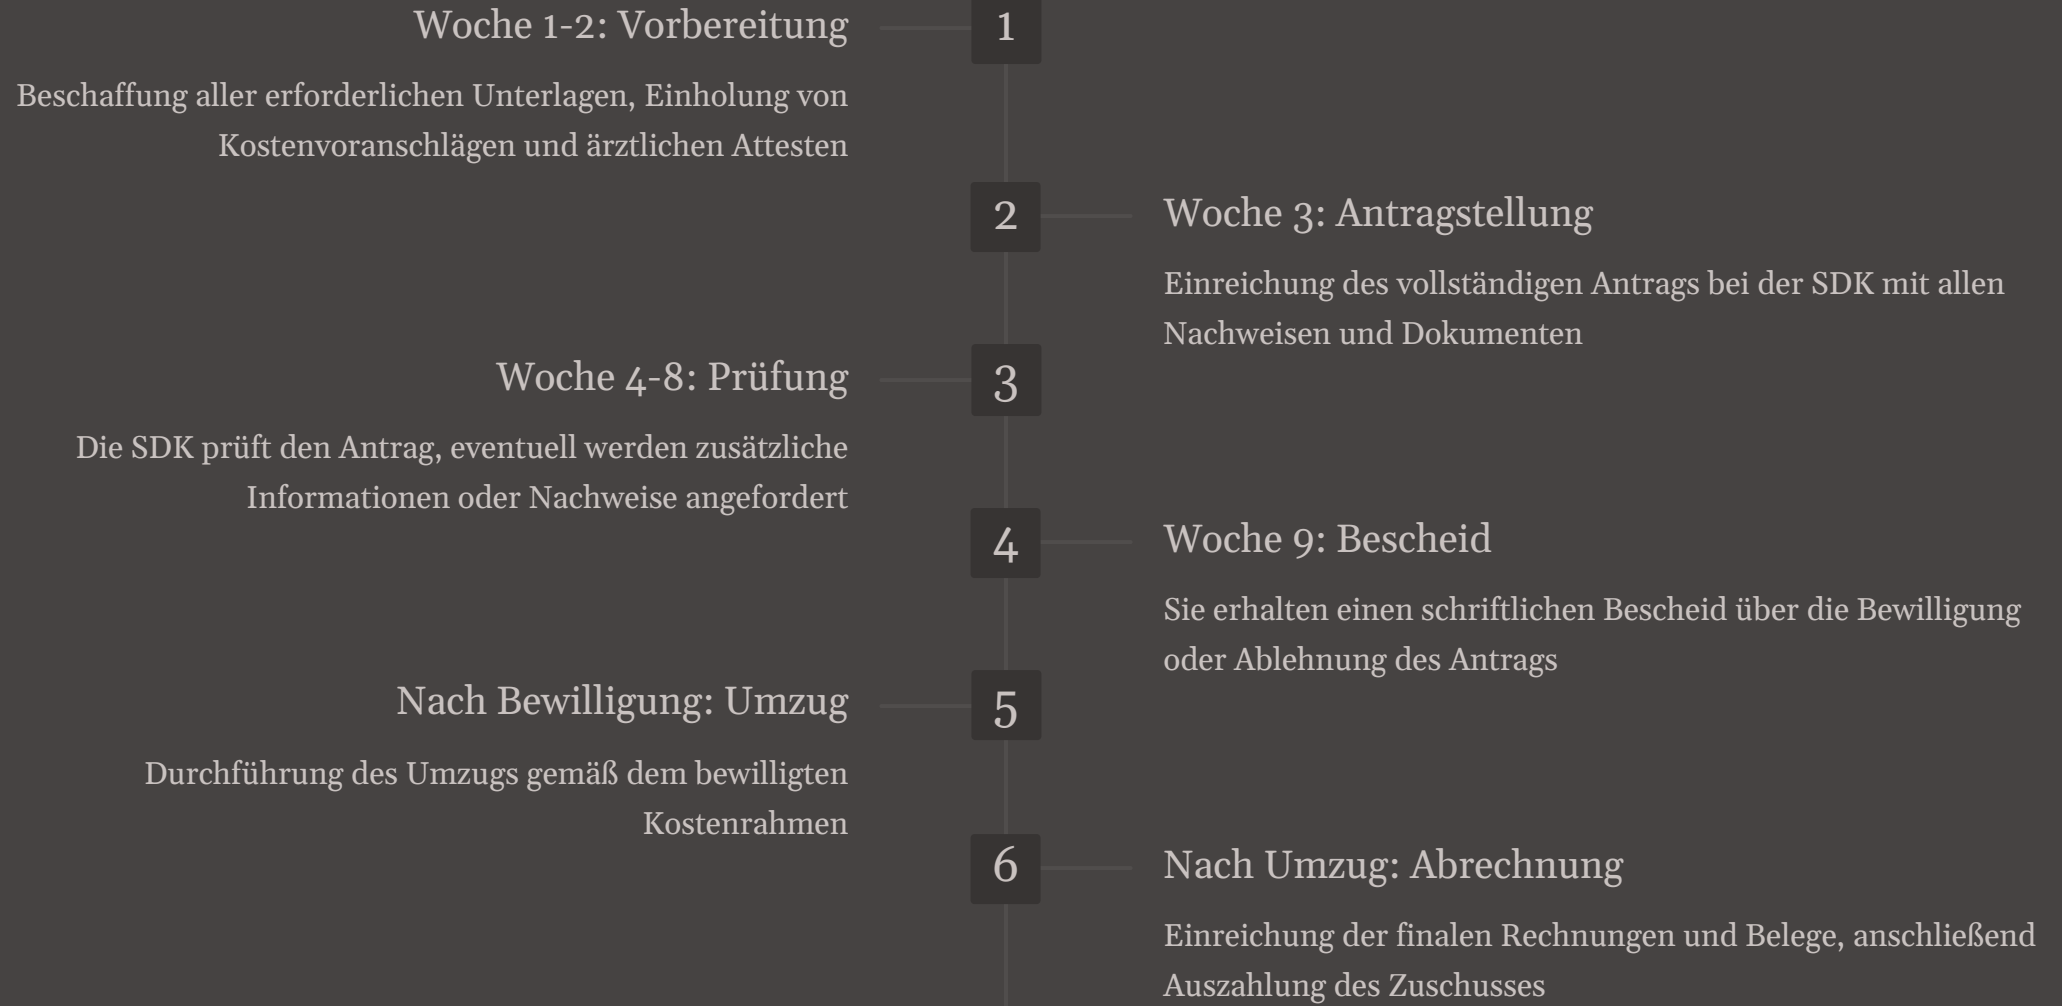 Woche 1-2: Vorbereitung
1
Beschaffung aller erforderlichen Unterlagen, Einholung von
Kostenvoranschlägen und ärztlichen Attesten
2
Woche 3: Antragstellung
Einreichung des vollständigen Antrags bei der SDK mit allen
Nachweisen und Dokumenten
Woche 4-8: Prüfung
3
Die SDK prüft den Antrag, eventuell werden zusätzliche
Informationen oder Nachweise angefordert
4
Woche 9: Bescheid
Sie erhalten einen schriftlichen Bescheid über die Bewilligung
oder Ablehnung des Antrags
Nach Bewilligung: Umzug
5
Durchführung des Umzugs gemäß dem bewilligten
Kostenrahmen
6
Nach Umzug: Abrechnung
Einreichung der finalen Rechnungen und Belege, anschließend
Auszahlung des Zuschusses